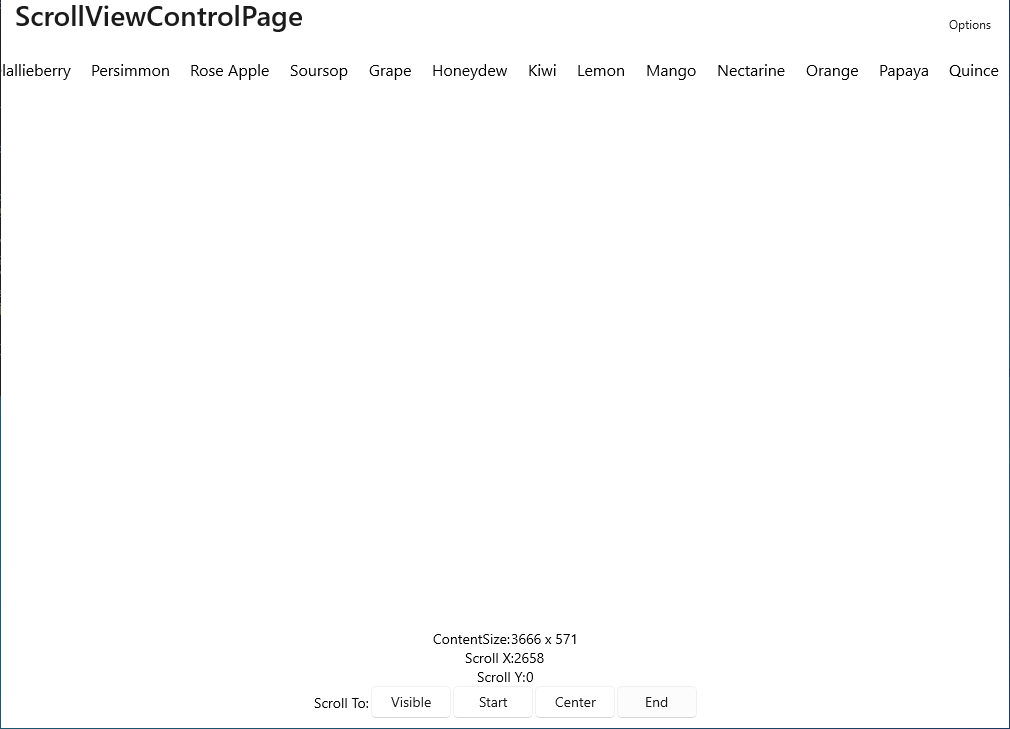 ScrollViewControlPage
Options
lallieberry Persimmon Rose Apple Soursop Grape Honeydew Kiwi Lemon Mango Nectarine Orange Papaya Quince
ContentSize:3666 x 571
Scroll X:2658
Scroll Y:0
Scroll To: Visible Start Center End